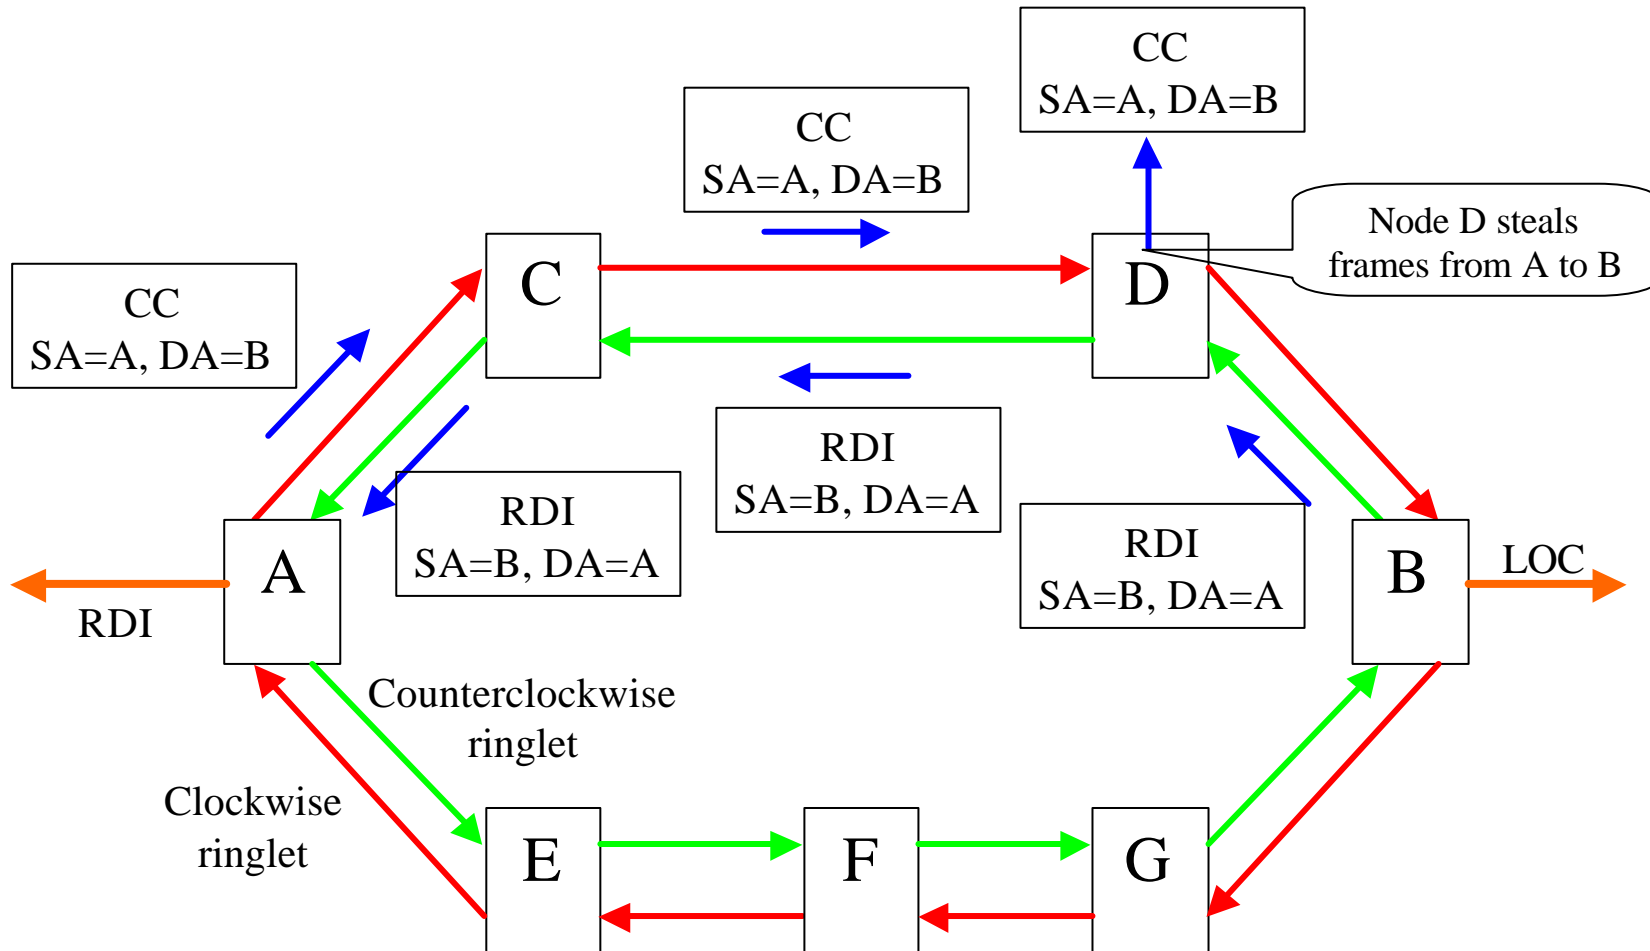 CC
SA=A, DA=B
CC
SA=A, DA=B
Node D steals
frames from A to B
CC
SA=A, DA=B
C
D
RDI
SA=B, DA=A
RDI
SA=B, DA=A
RDI
SA=B, DA=A
A
B
LOC
RDI
Counterclockwise
ringlet
Clockwise
ringlet
E
F
G